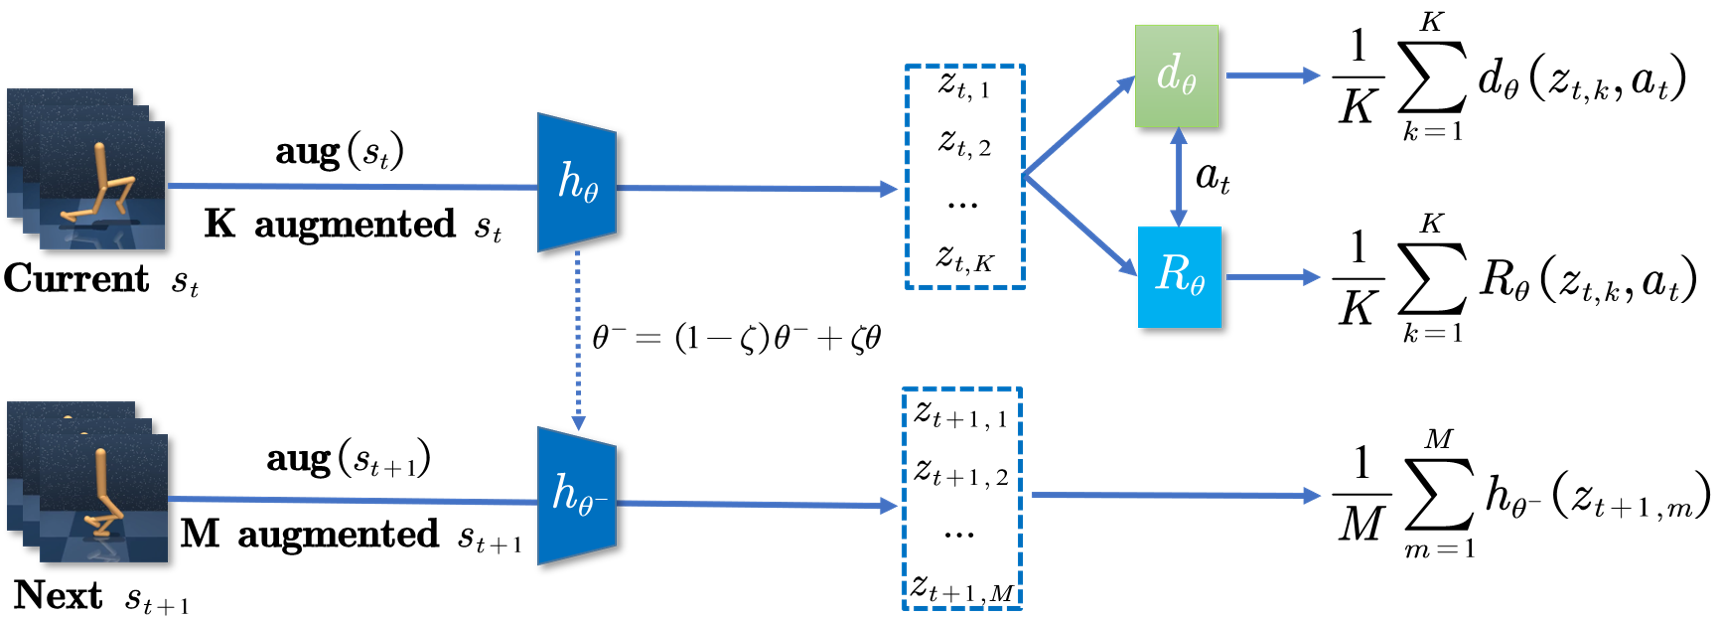 Current $s_t$
aug$(s_t)$
K augmented $s_t$
$h_\theta$
$z_{t,1}$
$z_{t,2}$
...
$z_{t,K}$
$d_\theta$
$a_t$
$R_\theta$
$\frac{1}{K}\sum_{k=1}^{K} d_\theta(z_{t,k}, a_t)$
$\frac{1}{K}\sum_{k=1}^{K} R_\theta(z_{t,k}, a_t)$
$\theta^- = (1-\zeta)\theta^- + \zeta\theta$
Next $s_{t+1}$
aug$(s_{t+1})$
M augmented $s_{t+1}$
$h_{\theta^-}$
$z_{t+1,1}$
$z_{t+1,2}$
...
$z_{t+1,M}$
$\frac{1}{M}\sum_{m=1}^{M} h_{\theta^-}(z_{t+1,m})$